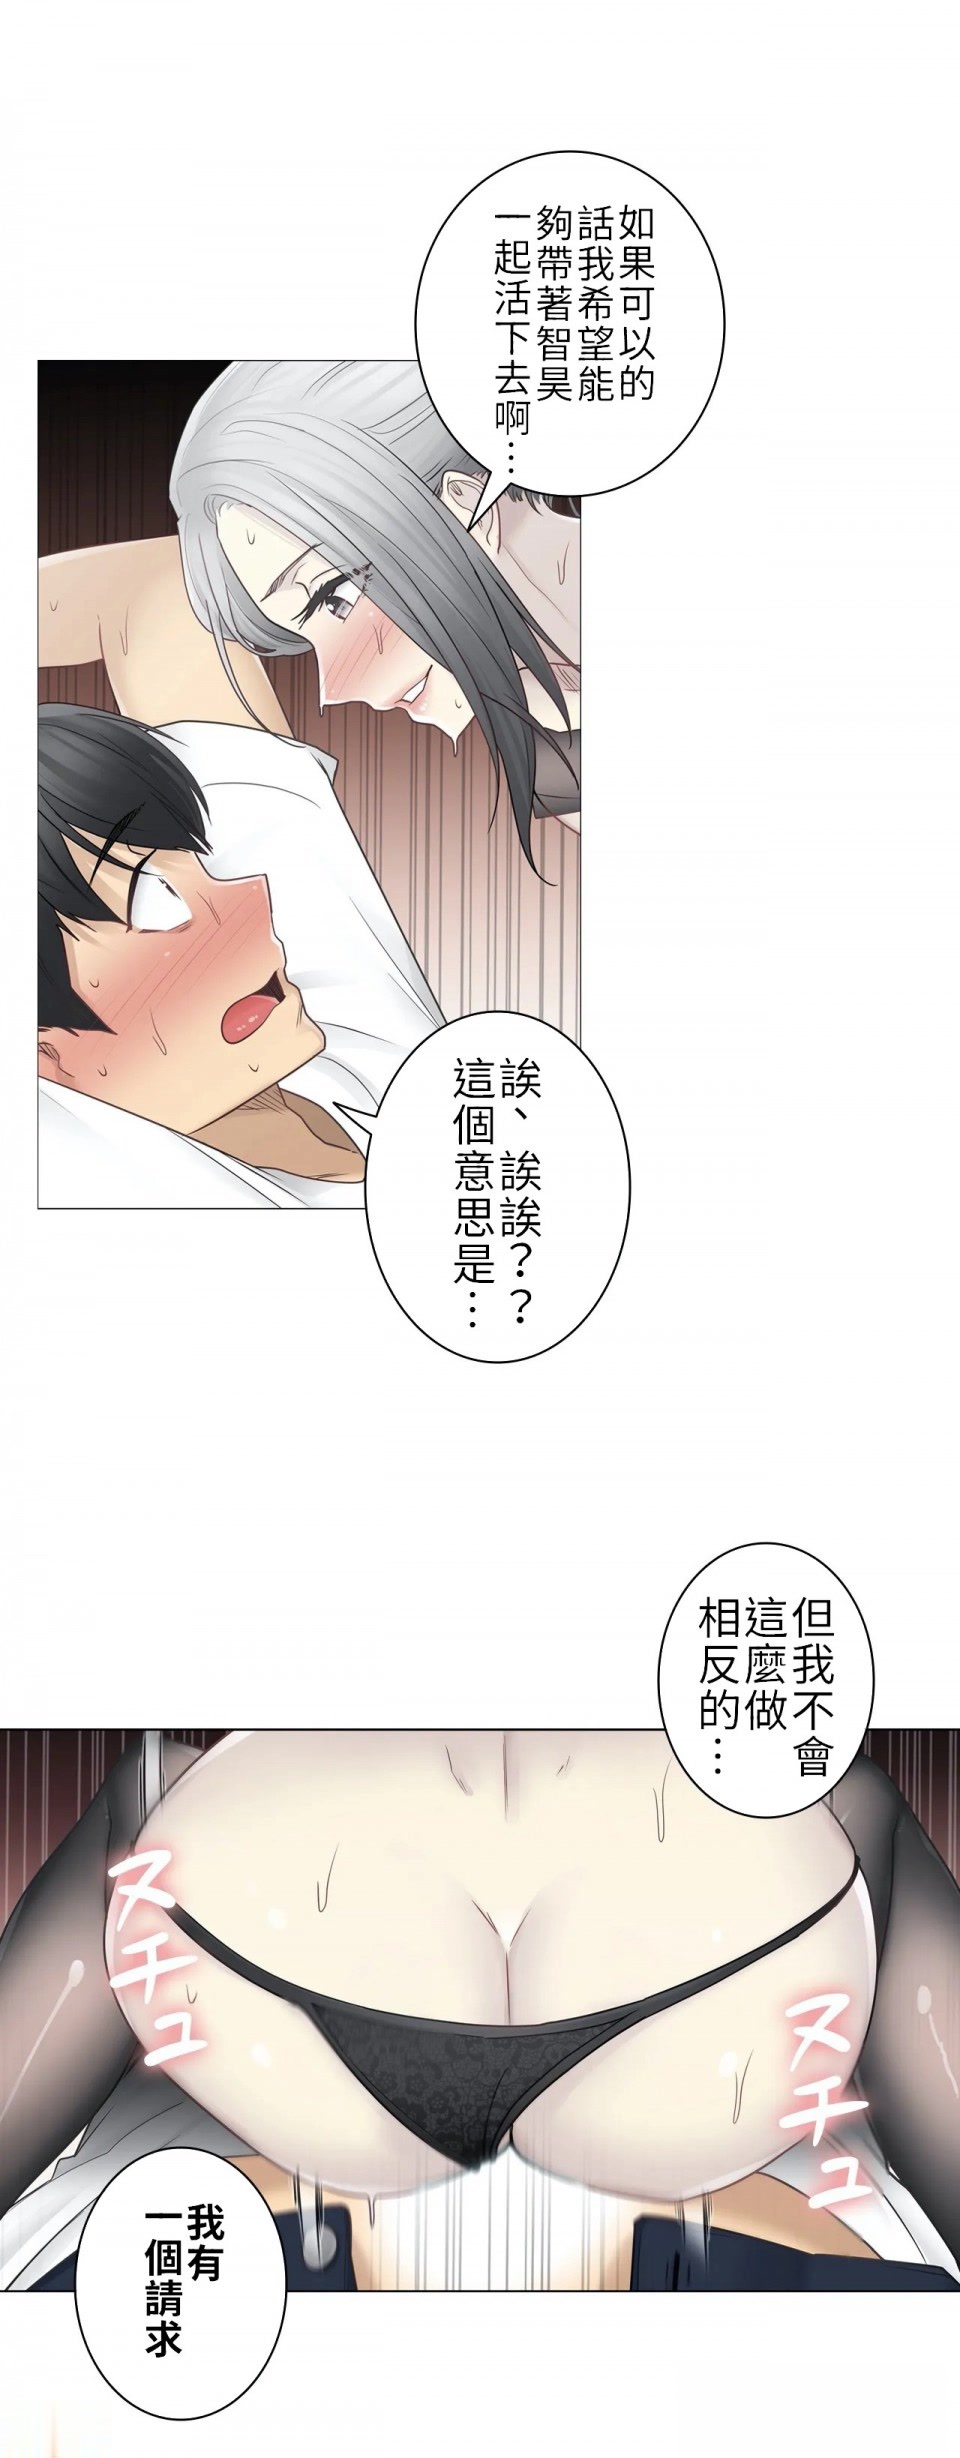 如果可以的
話我希望能
夠帶著智昊
一起活下去啊…
誒、誒誒？？
這個意思是…
但我不會
這麼做
相反的…
ヌチュ
ヌチュ
我有
一個請求